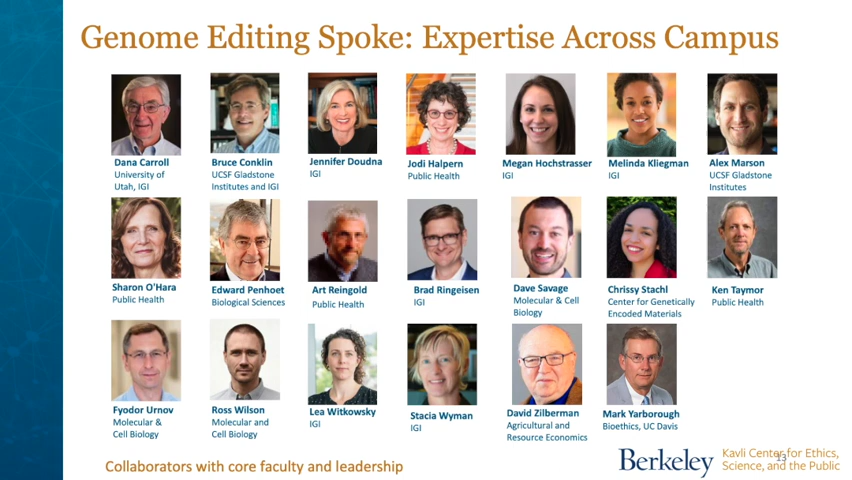 Genome Editing Spoke: Expertise Across Campus
Dana Carroll
University of
Utah, IGI
Bruce Conklin
UCSF Gladstone
Institutes and IGI
Jennifer Doudna
IGI
Jodi Halpern
Public Health
Megan Hochstrasser
IGI
Melinda Kliegman
IGI
Alex Marson
UCSF Gladstone
Institutes
Sharon O'Hara
Public Health
Edward Penhoet
Biological Sciences
Art Reingold
Public Health
Brad Ringeisen
IGI
Dave Savage
Molecular & Cell
Biology
Chrissy Stachl
Center for Genetically
Encoded Materials
Ken Taymor
Public Health
Fyodor Urnov
Molecular &
Cell Biology
Ross Wilson
Molecular and
Cell Biology
Lea Witkowsky
IGI
Stacia Wyman
IGI
David Zilberman
Agricultural and
Resource Economics
Mark Yarborough
Bioethics, UC Davis
Collaborators with core faculty and leadership
Berkeley
Kavli Center for Ethics,
Science, and the Public
13